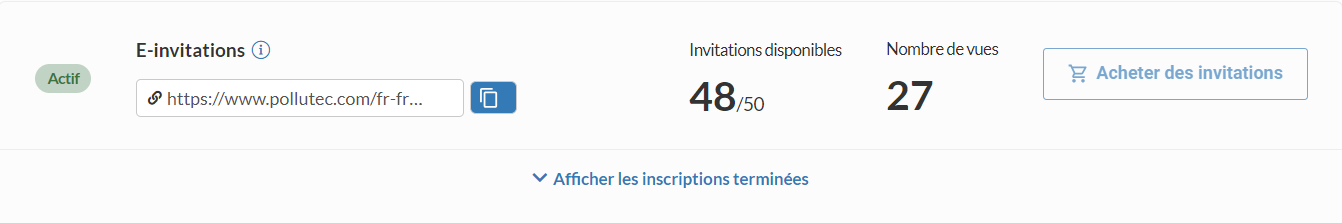 Actif
E-invitations
https://www.pollutec.com/fr-fr...
Invitations disponibles
48/50
Nombre de vues
27
Acheter des invitations
Afficher les inscriptions terminées